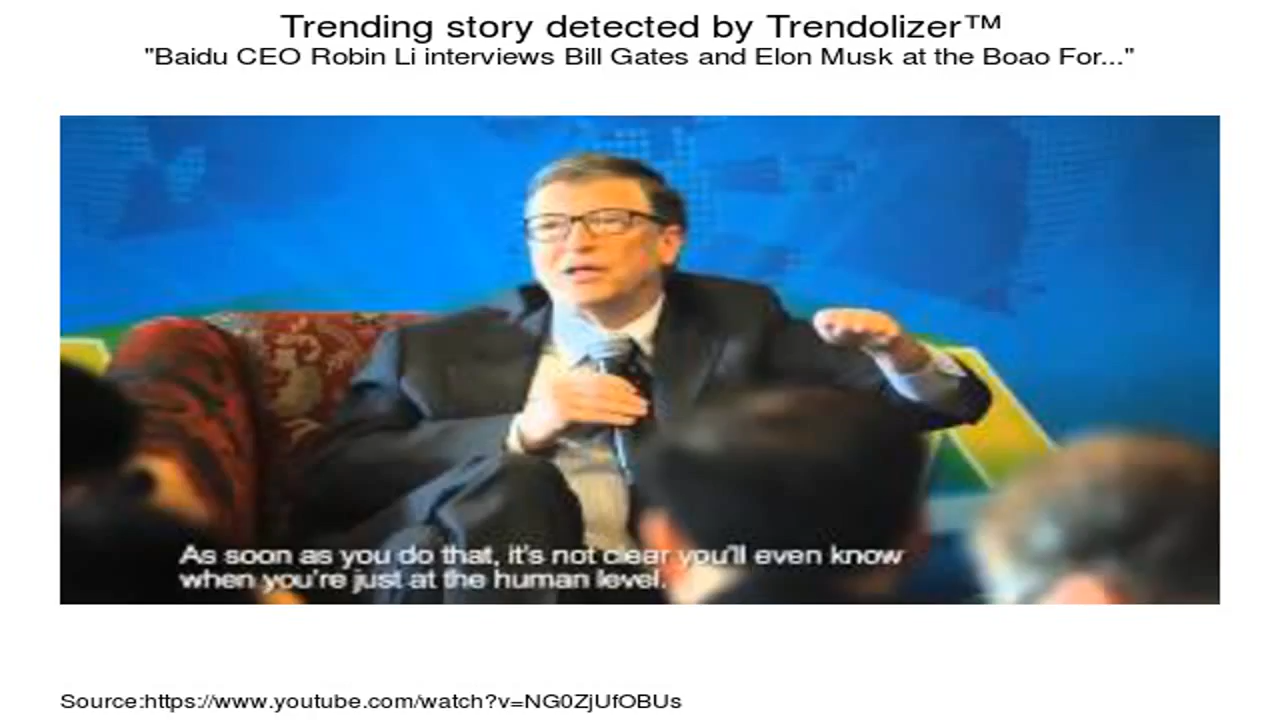 Trending story detected by Trendolizer™
"Baidu CEO Robin Li interviews Bill Gates and Elon Musk at the Boao For..."
As soon as you do that, it's not clear you'll even know
when you're just at the human level.
Source:https://www.youtube.com/watch?v=NG0ZjUfOBUs